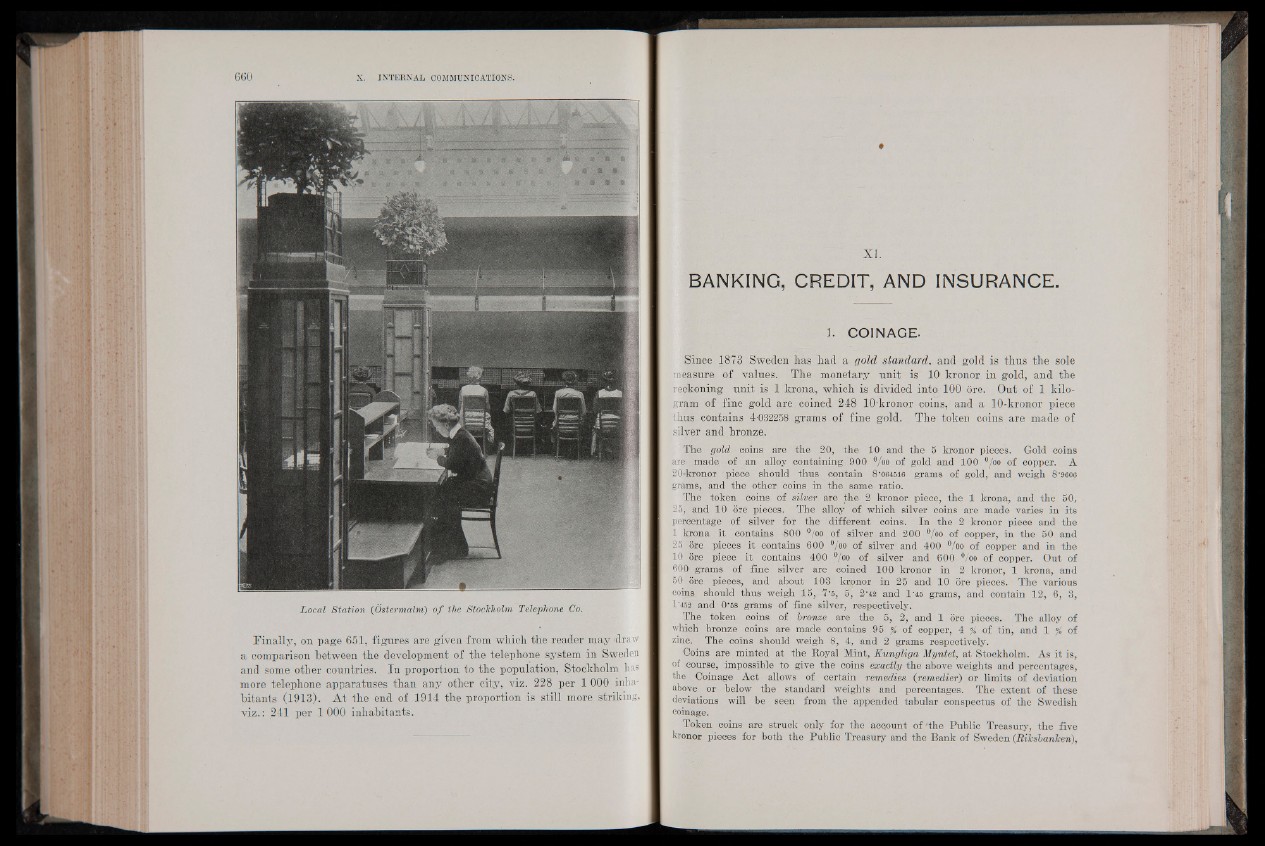 660 X. INTERNAL COMMUNICATIONS.
Local Station (Östermalm) of the Stockholm Telephone Co.
Finally, on page 651, figures are given from which the reader may draw
a comparison between the development of the telephone system in Sweden
and some other countries. In proportion to the population, Stockholm has
more telephone apparatuses than any other city, viz. 228 per 1 000 inha-
bitants (1913). At the end of 1914 the proportion is still more striking,
viz.: 241 per 1 000 inhabitants.
XI.
BANKING, CREDIT, AND INSURANCE.
1. COINAGE.
Since 1873 Sweden has had a gold standard, and gold is thus the sole
measure of values. The monetary unit is 10 kronor in gold, and the
reckoning unit is 1 krona, which is divided into 100 öre. Out of 1 kilo-
gram of fine gold are coined 248 10-kronor coins, and a 10-kronor piece
thus contains 4·032258 grams of fine gold. The token coins are made of
silver and bronze.
The gold coins are the 20, the 10 and the 5 kronor pieces. Gold coins
are made of an alloy containing 900 ⁰/₀₀ of gold and 100 ⁰/₀₀ of copper. A
20-kronor piece should thus contain 8·064516 grams of gold, and weigh 8·9606
grams, and the other coins in the same ratio.
The token coins of silver are the 2 kronor piece, the 1 krona, and the 50,
25, and 10 öre pieces. The alloy of which silver coins are made varies in its
percentage of silver for the different coins. In the 2 kronor piece and the
1 krona it contains 800 ⁰/₀₀ of silver and 200 ⁰/₀₀ of copper, in the 50 and
25 öre pieces it contains 600 ⁰/₀₀ of silver and 400 ⁰/₀₀ of copper and in the
10 öre piece it contains 400 ⁰/₀₀ of silver and 600 ⁰/₀₀ of copper. Out of
600 grams of fine silver are coined 100 kronor in 2 kronor, 1 krona, and
50 öre pieces, and about 103 kronor in 25 and 10 öre pieces. The various
coins should thus weigh 15, 7·5, 5, 2·42 and 1·45 grams, and contain 12, 6, 3,
1·452 and 0·58 grams of fine silver, respectively.
The token coins of bronze are the 5, 2, and 1 öre pieces. The alloy of
which bronze coins are made contains 95 % of copper, 4 % of tin, and 1 % of
zinc. The coins should weigh 8, 4, and 2 grams respectively.
Coins are minted at the Royal Mint, Kungliga Myntet, at Stockholm. As it is,
of course, impossible to give the coins exactly the above weights and percentages,
the Coinage Act allows of certain remedies (remedier) or limits of deviation
above or below the standard weights and percentages. The extent of these
deviations will be seen from the appended tabular conspectus of the Swedish
coinage.
Token coins are struck only for the account of the Public Treasury, the five
kronor pieces for both the Public Treasury and the Bank of Sweden (Riksbanken),